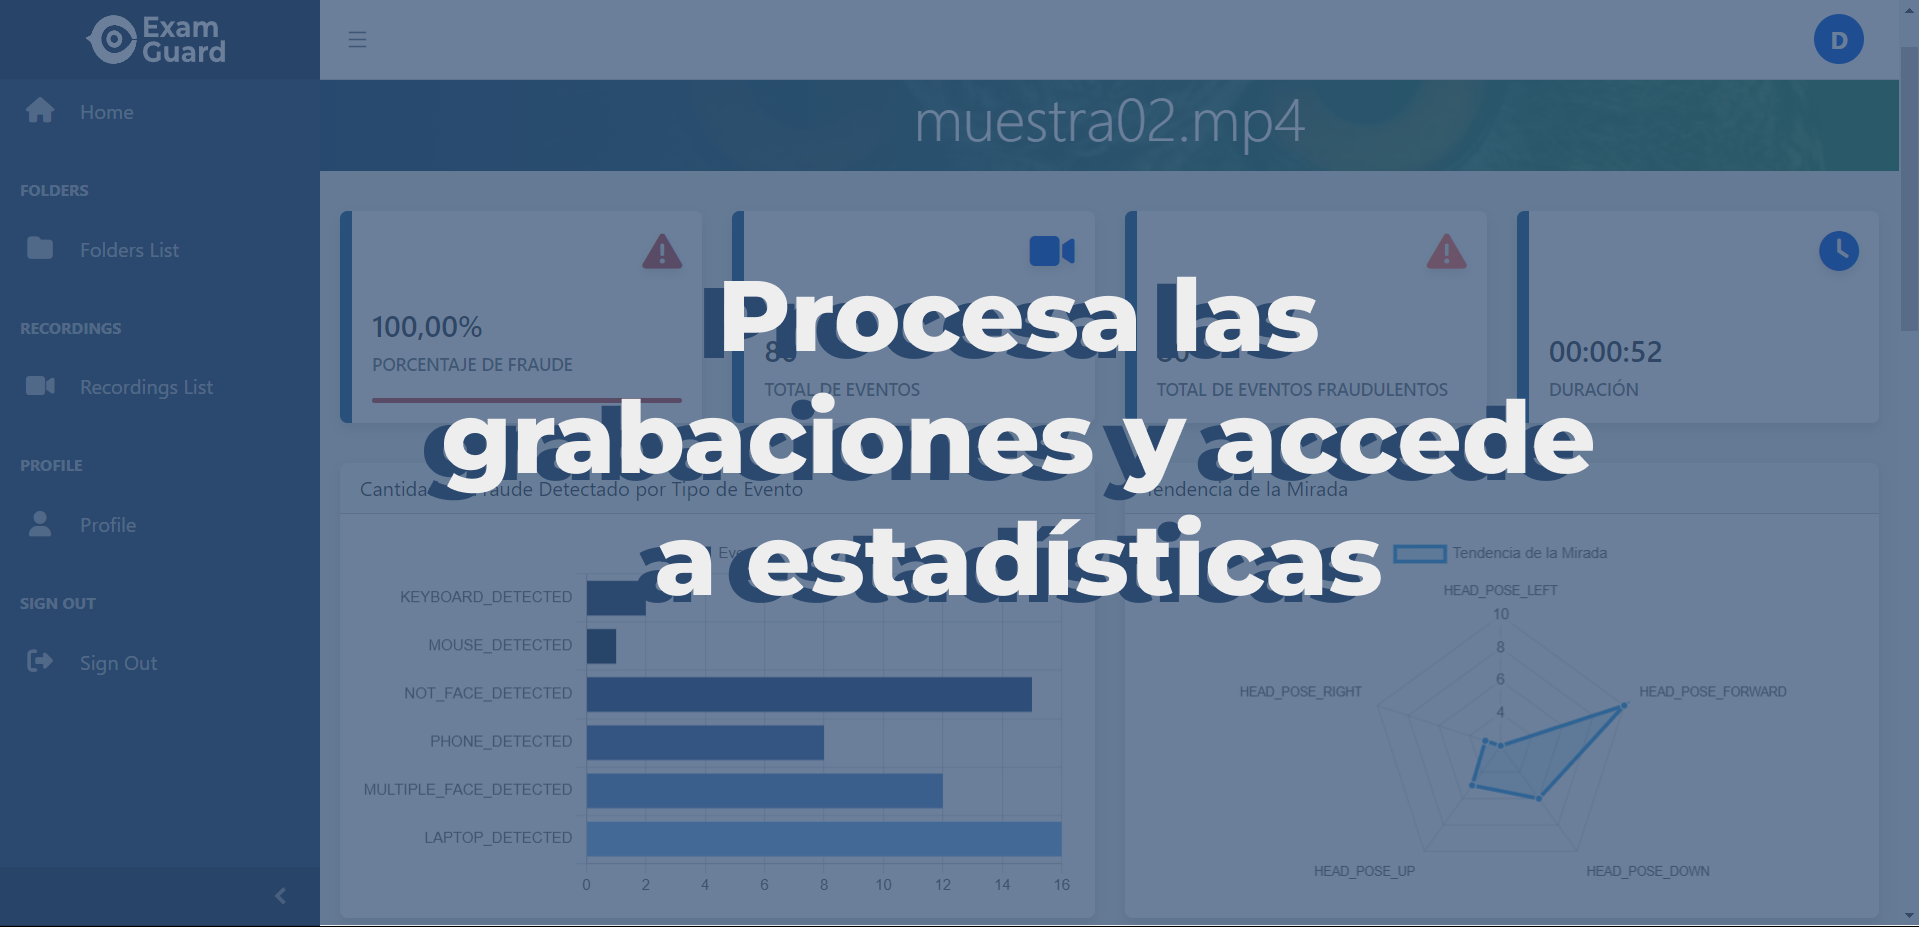 Exam
Guard
D
Home
FOLDERS
Folders List
RECORDINGS
Recordings List
PROFILE
Profile
SIGN OUT
Sign Out
muestra02.mp4
100,00%
PORCENTAJE DE FRAUDE
TOTAL DE EVENTOS
TOTAL DE EVENTOS FRAUDULENTOS
00:00:52
DURACIÓN
Procesa las
grabaciones y accede
a estadísticas
Fraude Detectado por Tipo de Evento
KEYBOARD_DETECTED
MOUSE_DETECTED
NOT_FACE_DETECTED
PHONE_DETECTED
MULTIPLE_FACE_DETECTED
LAPTOP_DETECTED
0 2 4 6 8 10 12 14 16
Tendencia de la Mirada
Tendencia de la Mirada
HEAD_POSE_LEFT
10
8
6
4
HEAD_POSE_RIGHT
HEAD_POSE_FORWARD
HEAD_POSE_UP
HEAD_POSE_DOWN